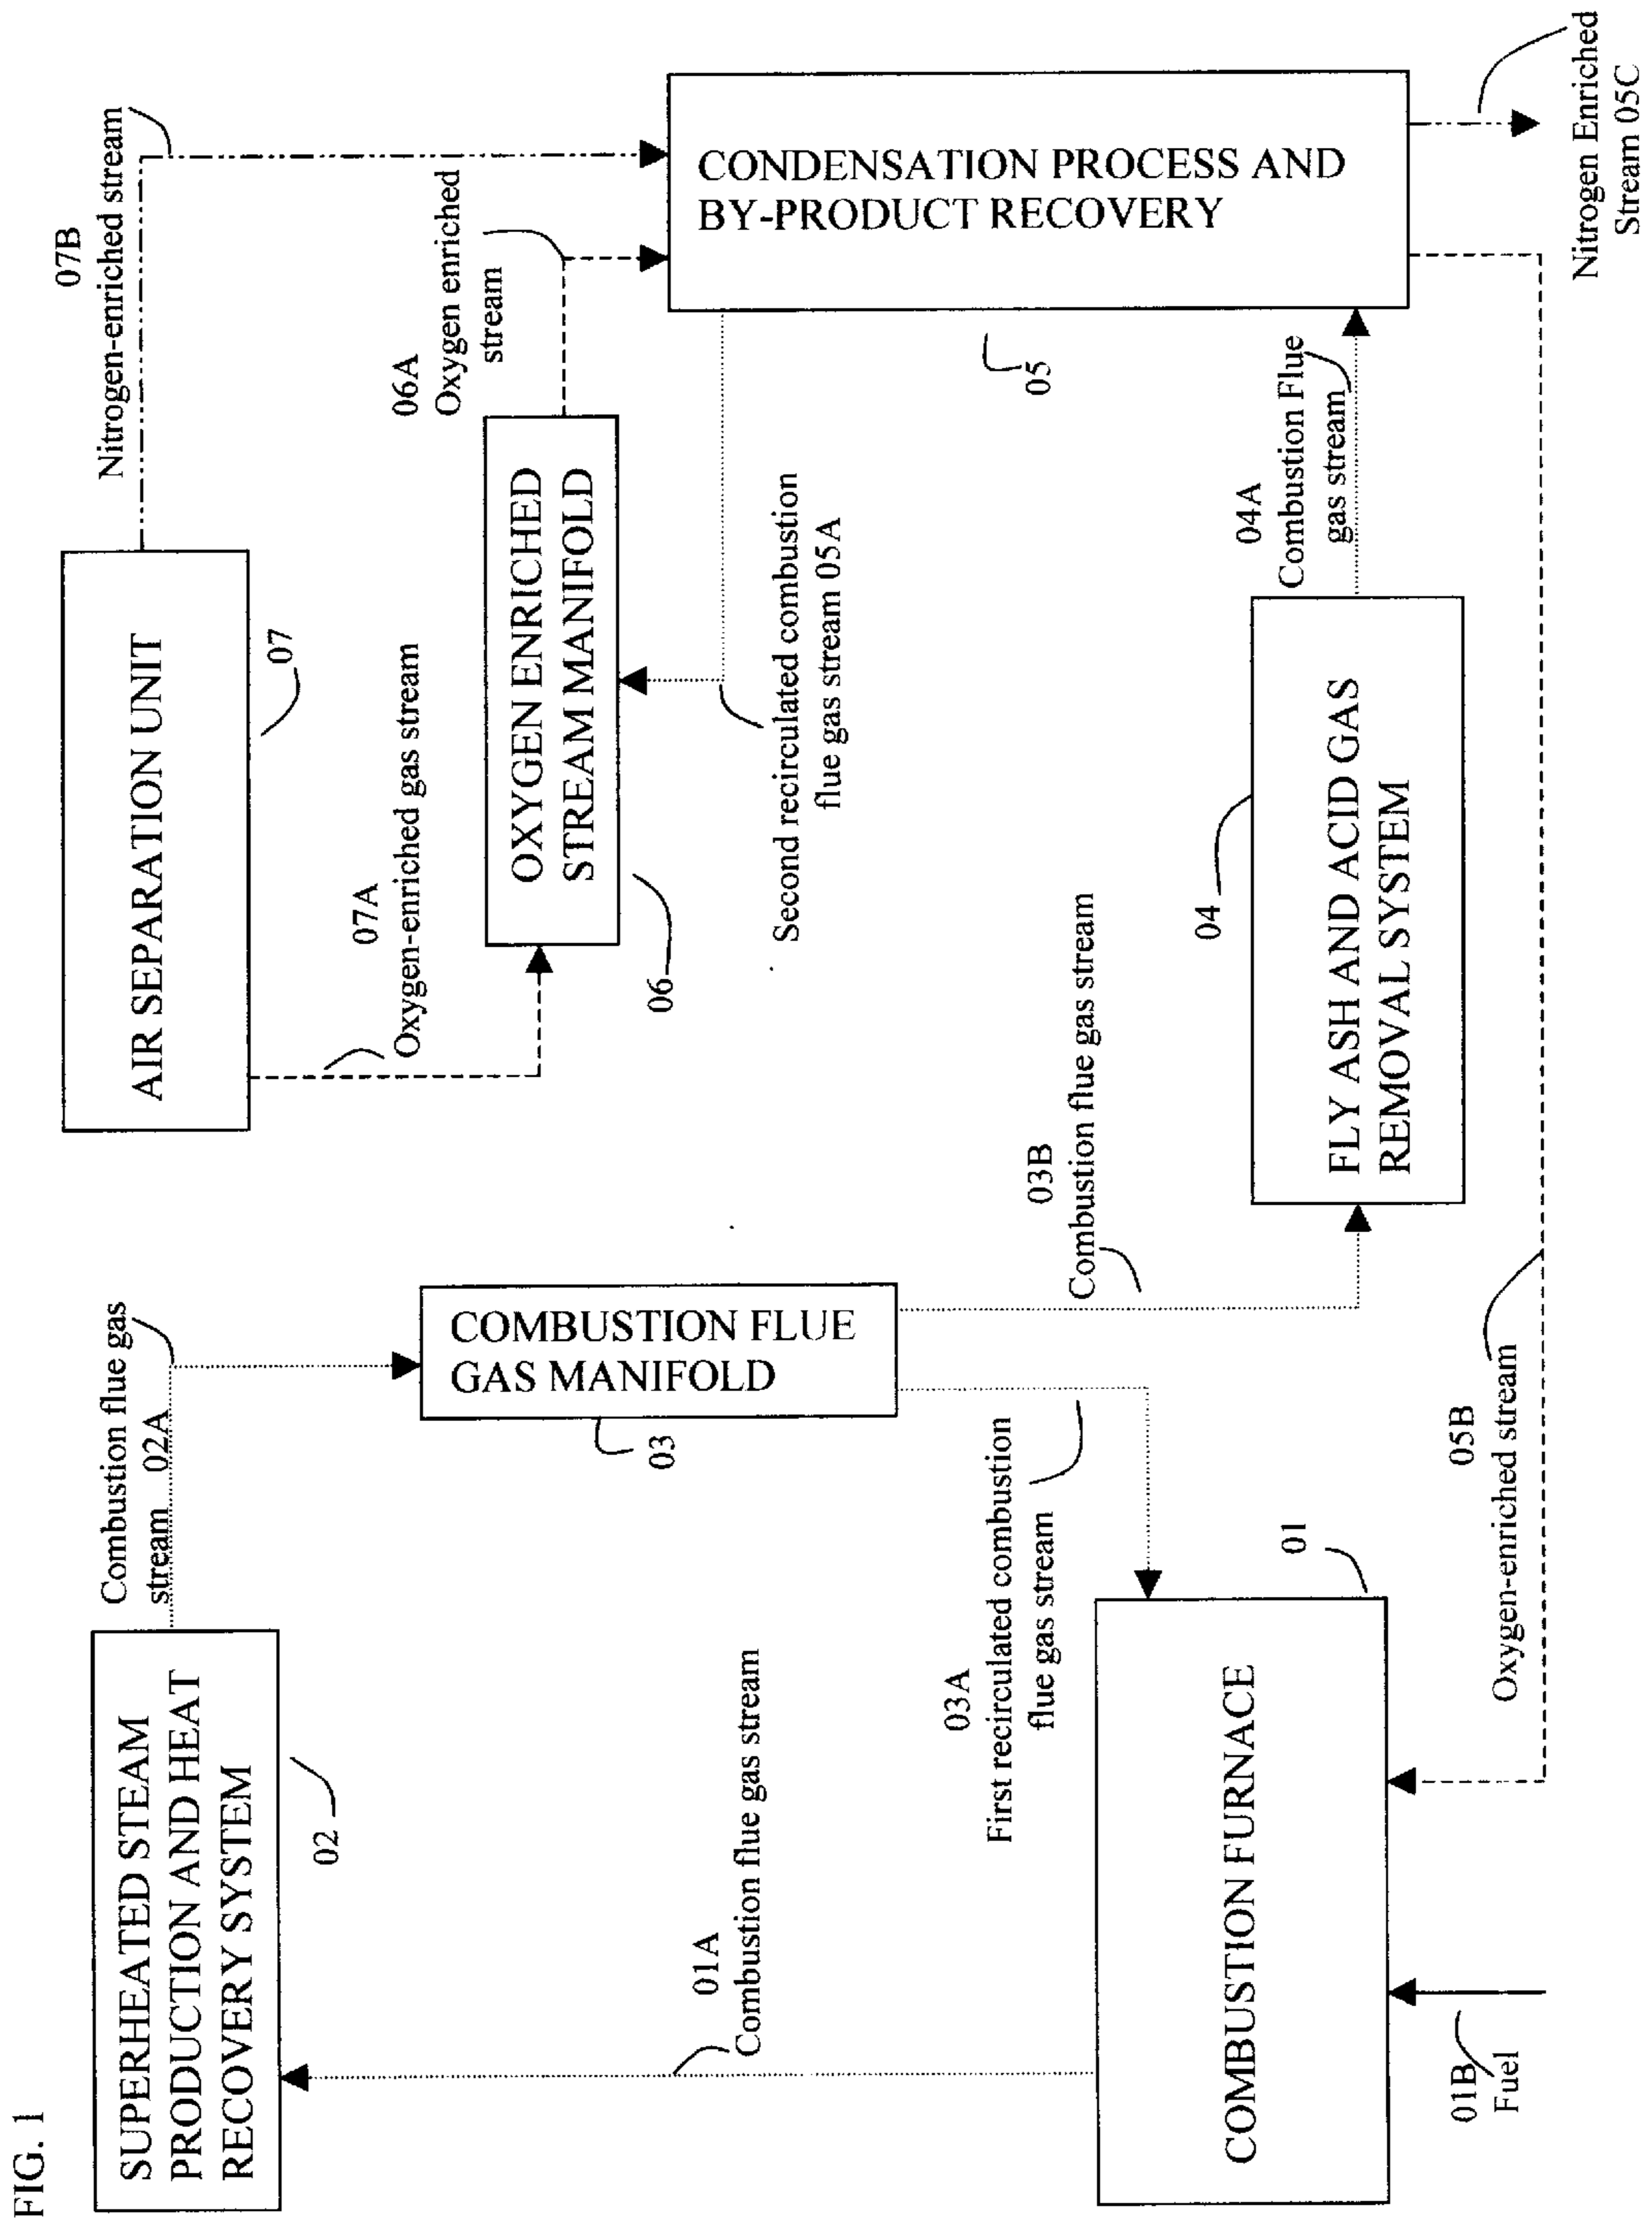 FIG. 1
SUPERHEATED STEAM
PRODUCTION AND HEAT
RECOVERY SYSTEM
02
Combustion flue gas
stream 02A
COMBUSTION FLUE
GAS MANIFOLD
03
01A
Combustion flue gas stream
03A
First recirculated combustion
flue gas stream
03B
Combustion flue gas stream
COMBUSTION FURNACE
01
01B
Fuel
05B
Oxygen-enriched stream
AIR SEPARATION UNIT
07
07B
Nitrogen-enriched stream
07A
Oxygen-enriched gas stream
OXYGEN ENRICHED
STREAM MANIFOLD
06
06A
Oxygen enriched
stream
Second recirculated combustion
flue gas stream 05A
CONDENSATION PROCESS AND
BY-PRODUCT RECOVERY
05
04A
Combustion Flue
gas stream
FLY ASH AND ACID GAS
REMOVAL SYSTEM
04
Nitrogen Enriched
Stream 05C